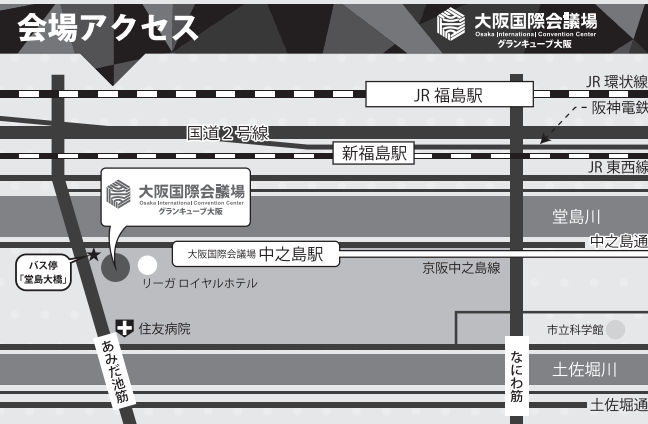 会場アクセス
大阪国際会議場
Osaka International Convention Center
グランキューブ大阪
JR 環状線
JR 福島駅
阪神電鉄
国道2号線
新福島駅
JR 東西線
大阪国際会議場
Osaka International Convention Center
グランキューブ大阪
堂島川
中之島通
バス停
「堂島大橋」
大阪国際会議場 中之島駅
京阪中之島線
リーガ ロイヤルホテル
住友病院
市立科学館
あみだ池筋
なにわ筋
土佐堀川
土佐堀通